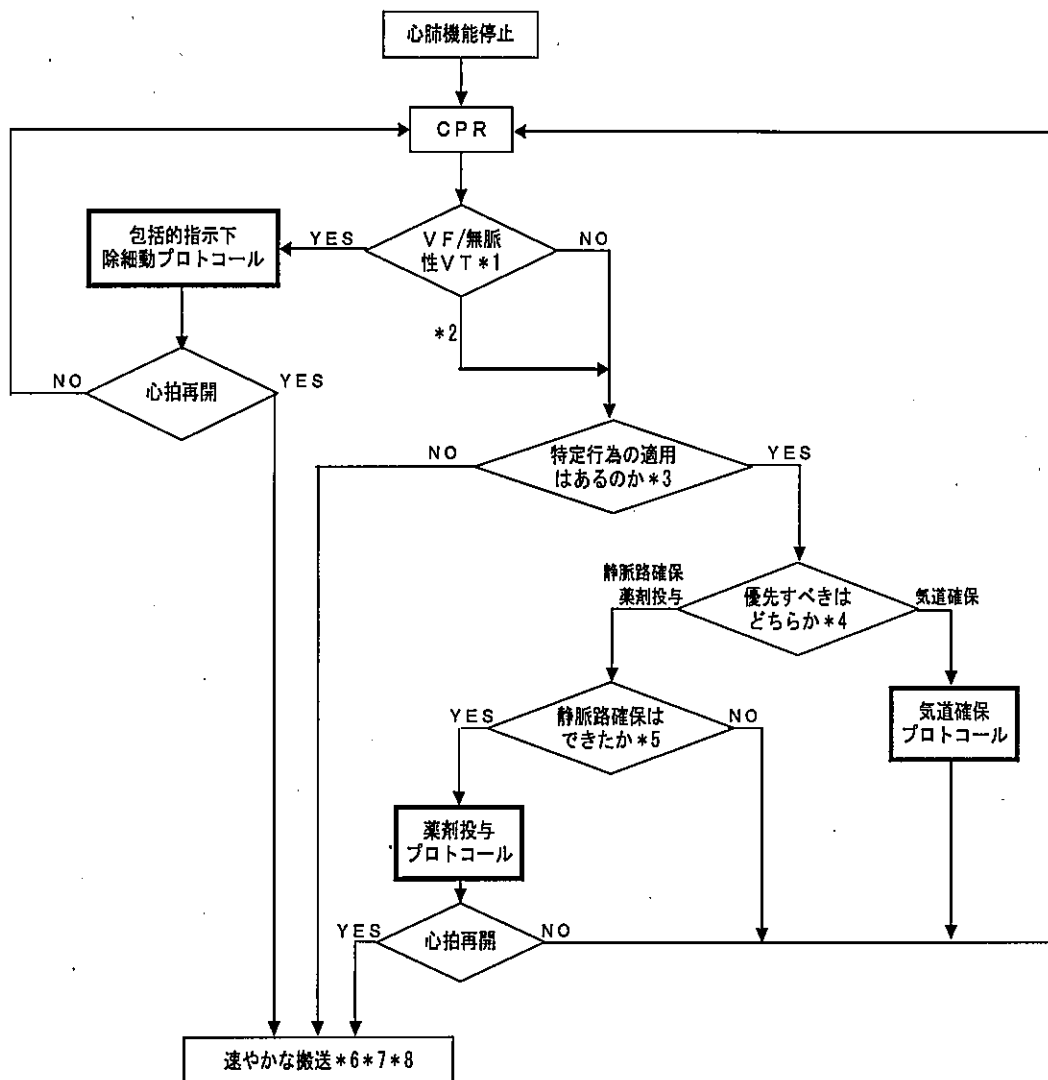 心肺機能停止
CPR
包括的指示下
除細動プロトコール
YES
VF/無脈
性VT*1
NO
*2
NO
心拍再開
YES
NO
特定行為の適用
はあるのか*3
YES
静脈路確保
薬剤投与
優先すべきは
どちらか*4
気道確保
YES
静脈路確保は
できたか*5
NO
気道確保
プロトコール
薬剤投与
プロトコール
YES
心拍再開
NO
速やかな搬送*6*7*8